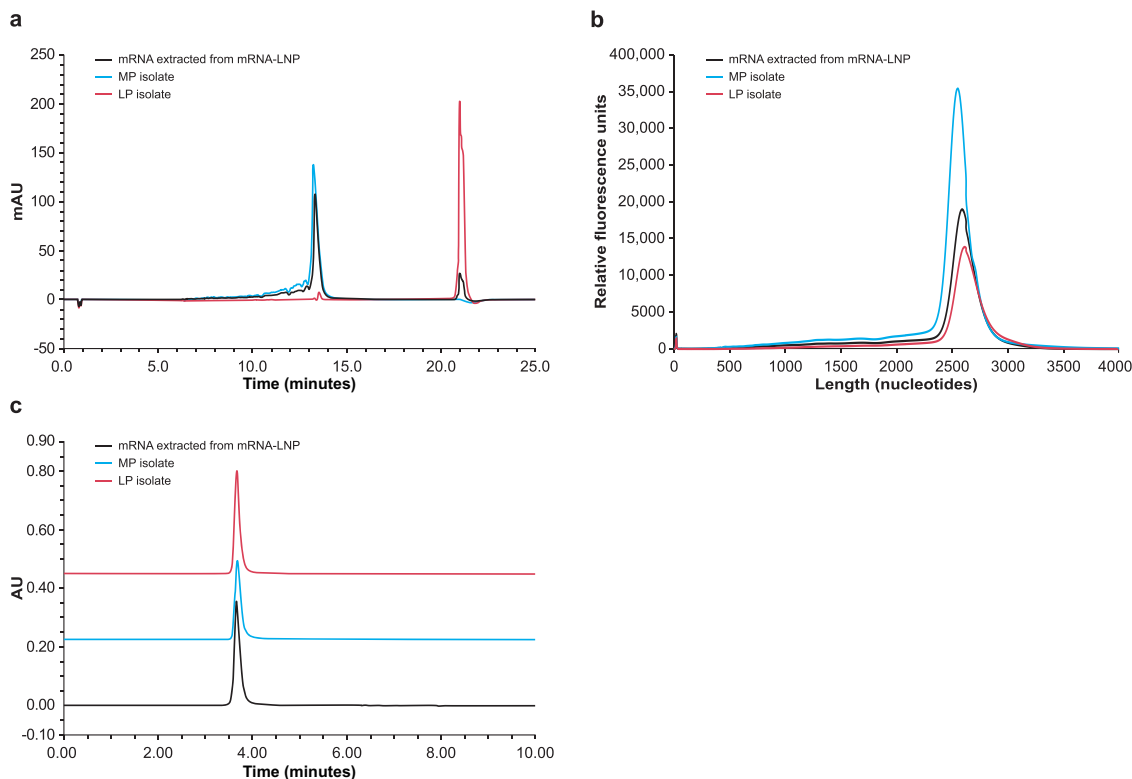 a
250
200
150
100
50
0
-50
mAU
mRNA extracted from mRNA-LNP
MP isolate
LP isolate
0.0 5.0 10.0 15.0 20.0 25.0
Time (minutes)
b
400,000
35,000
30,000
25,000
20,000
15,000
10,000
5000
0
Relative fluorescence units
mRNA extracted from mRNA-LNP
MP isolate
LP isolate
0 500 1000 1500 2000 2500 3000 3500 4000
Length (nucleotides)
c
0.90
0.80
0.60
0.40
0.20
0.00
-0.10
AU
mRNA extracted from mRNA-LNP
MP isolate
LP isolate
0.00 2.00 4.00 6.00 8.00 10.00
Time (minutes)